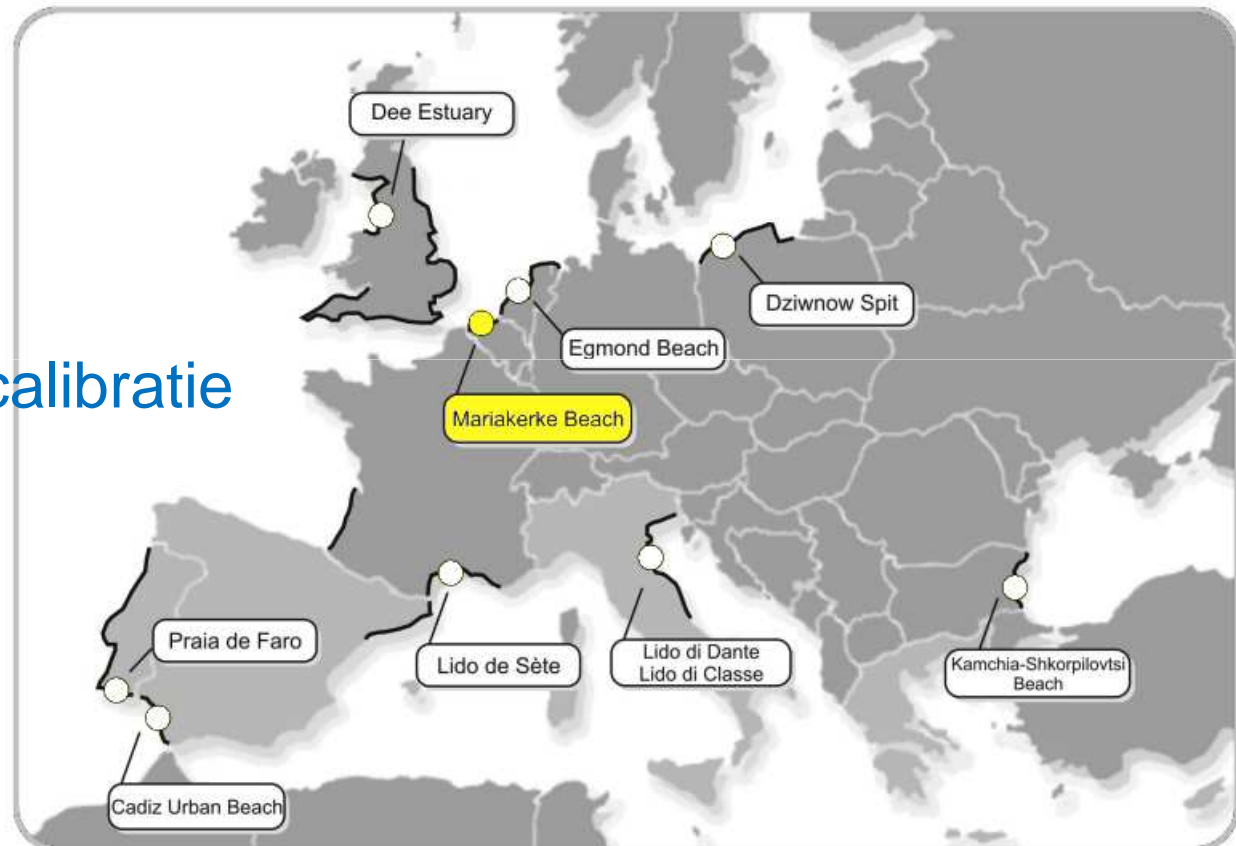 Dee Estuary
Dziwnow Spit
Egmond Beach
calibratie
Mariakerke Beach
Praia de Faro
Lido de Sète
Lido di Dante
Lido di Classe
Kamchia-Shkorpilovtsi
Beach
Cadiz Urban Beach